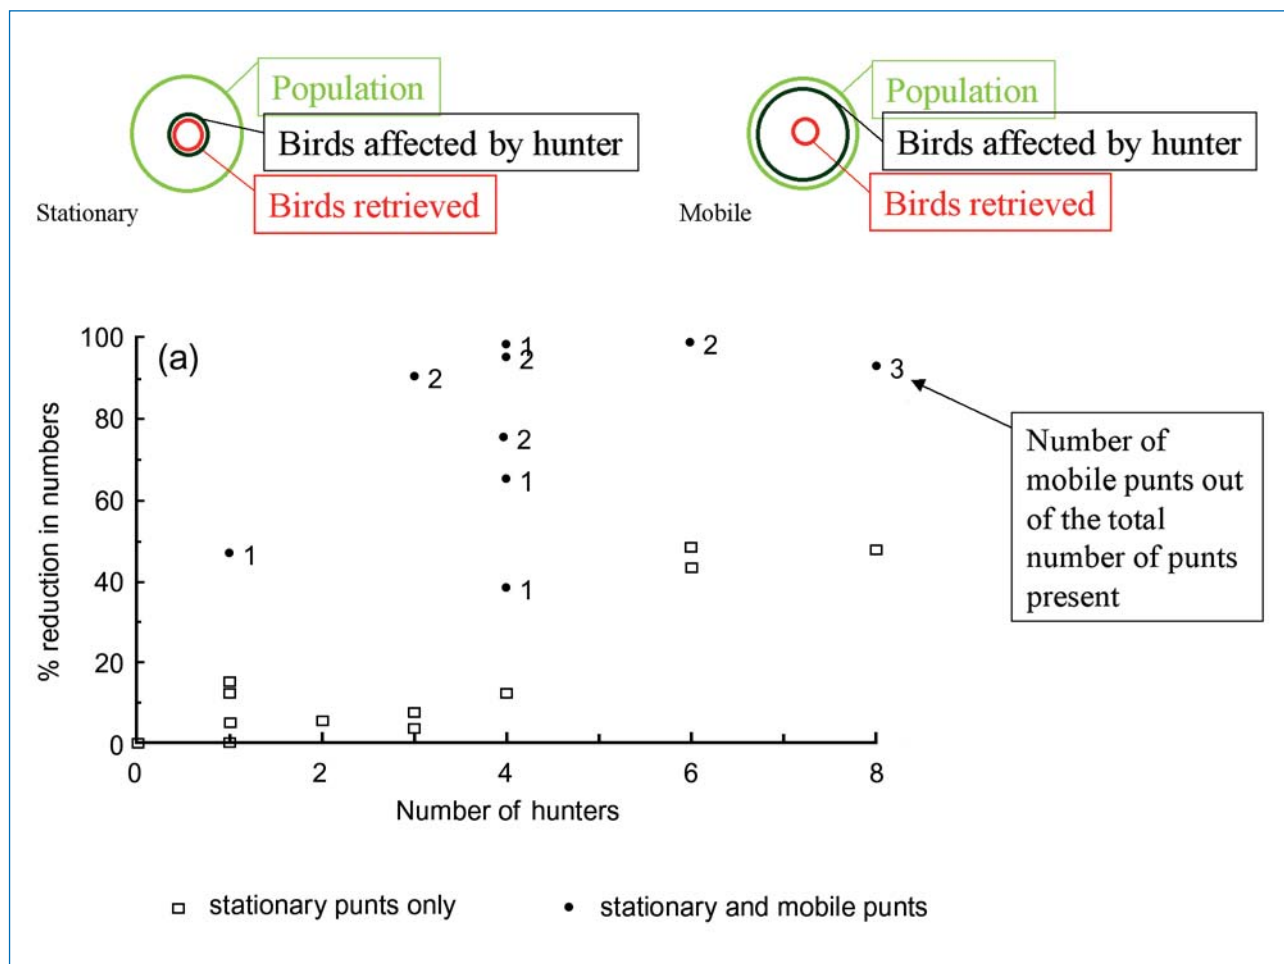 Population
Birds affected by hunter
Birds retrieved
Stationary
Population
Birds affected by hunter
Birds retrieved
Mobile
(a)
% reduction in numbers
100
80
60
40
20
0
1
2
2
3
2
1
1
1
0
2
4
6
8
Number of hunters
Number of
mobile punts out
of the total
number of punts
present
stationary punts only
stationary and mobile punts